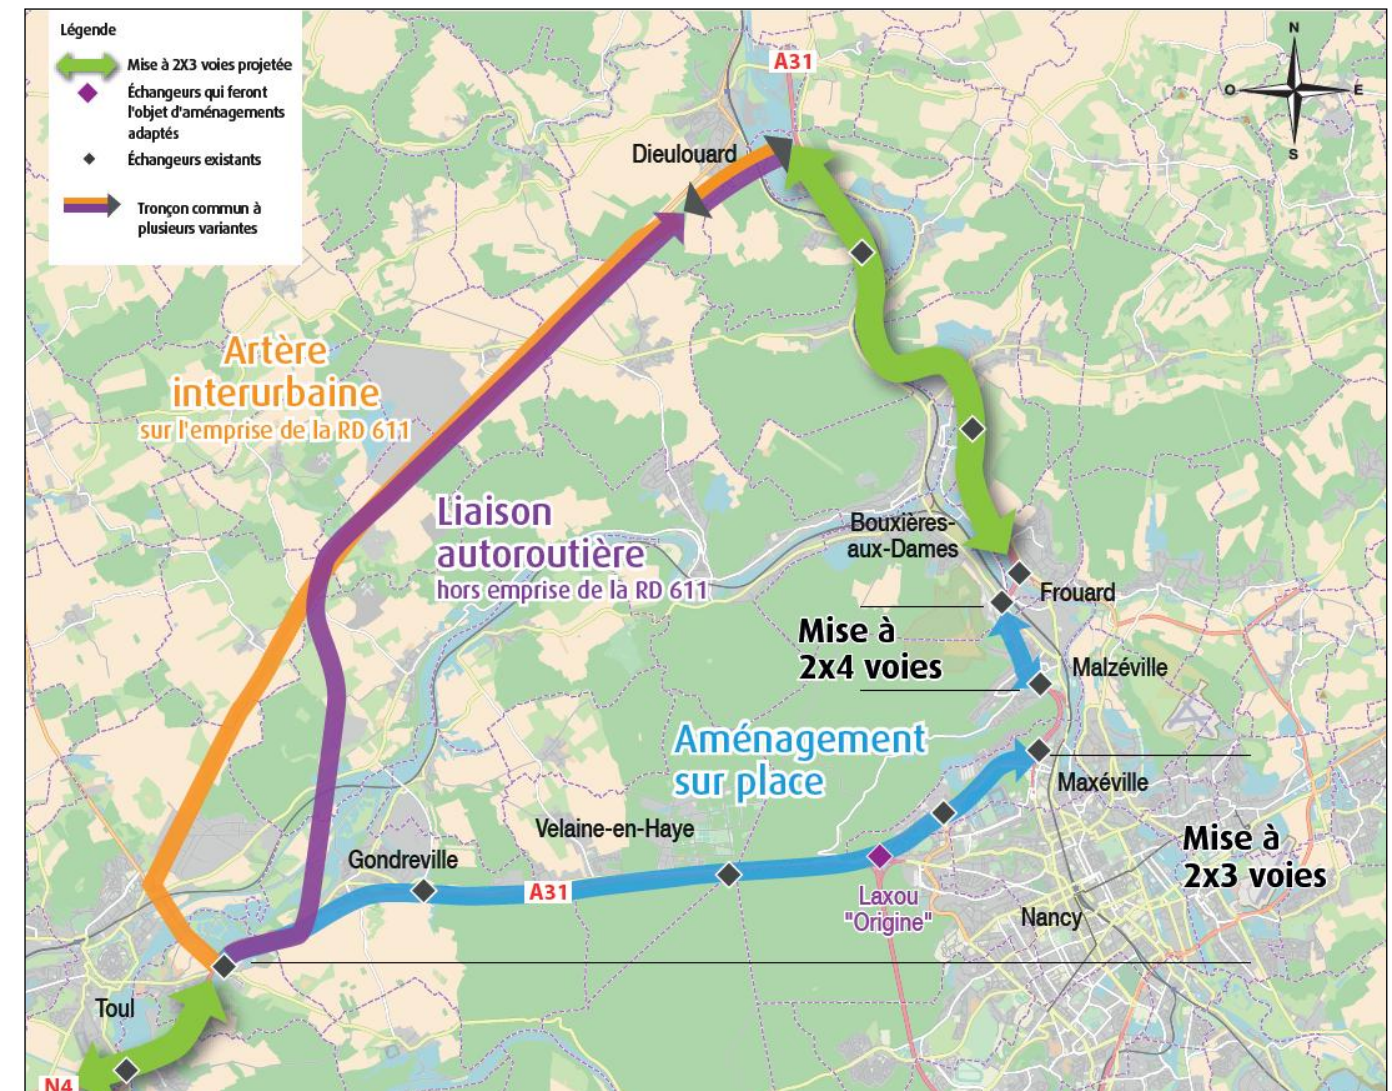 Légende
Mise à 2X3 voies projetée
Échangeurs qui feront
l'objet d'aménagements
adaptés
Échangeurs existants
Tronçon commun à
plusieurs variantes
A31
N
O
E
S
Dieulouard
Artère
interurbaine
sur l'emprise de la RD 611
Liaison
autoroutière
hors emprise de la RD 611
Bouxières-
aux-Dames
Frouard
Mise à
2x4 voies
Malzéville
Aménagement
sur place
Maxéville
Velaine-en-Haye
Mise à
2x3 voies
Gondreville
A31
Laxou
"Origine"
Nancy
Toul
N4